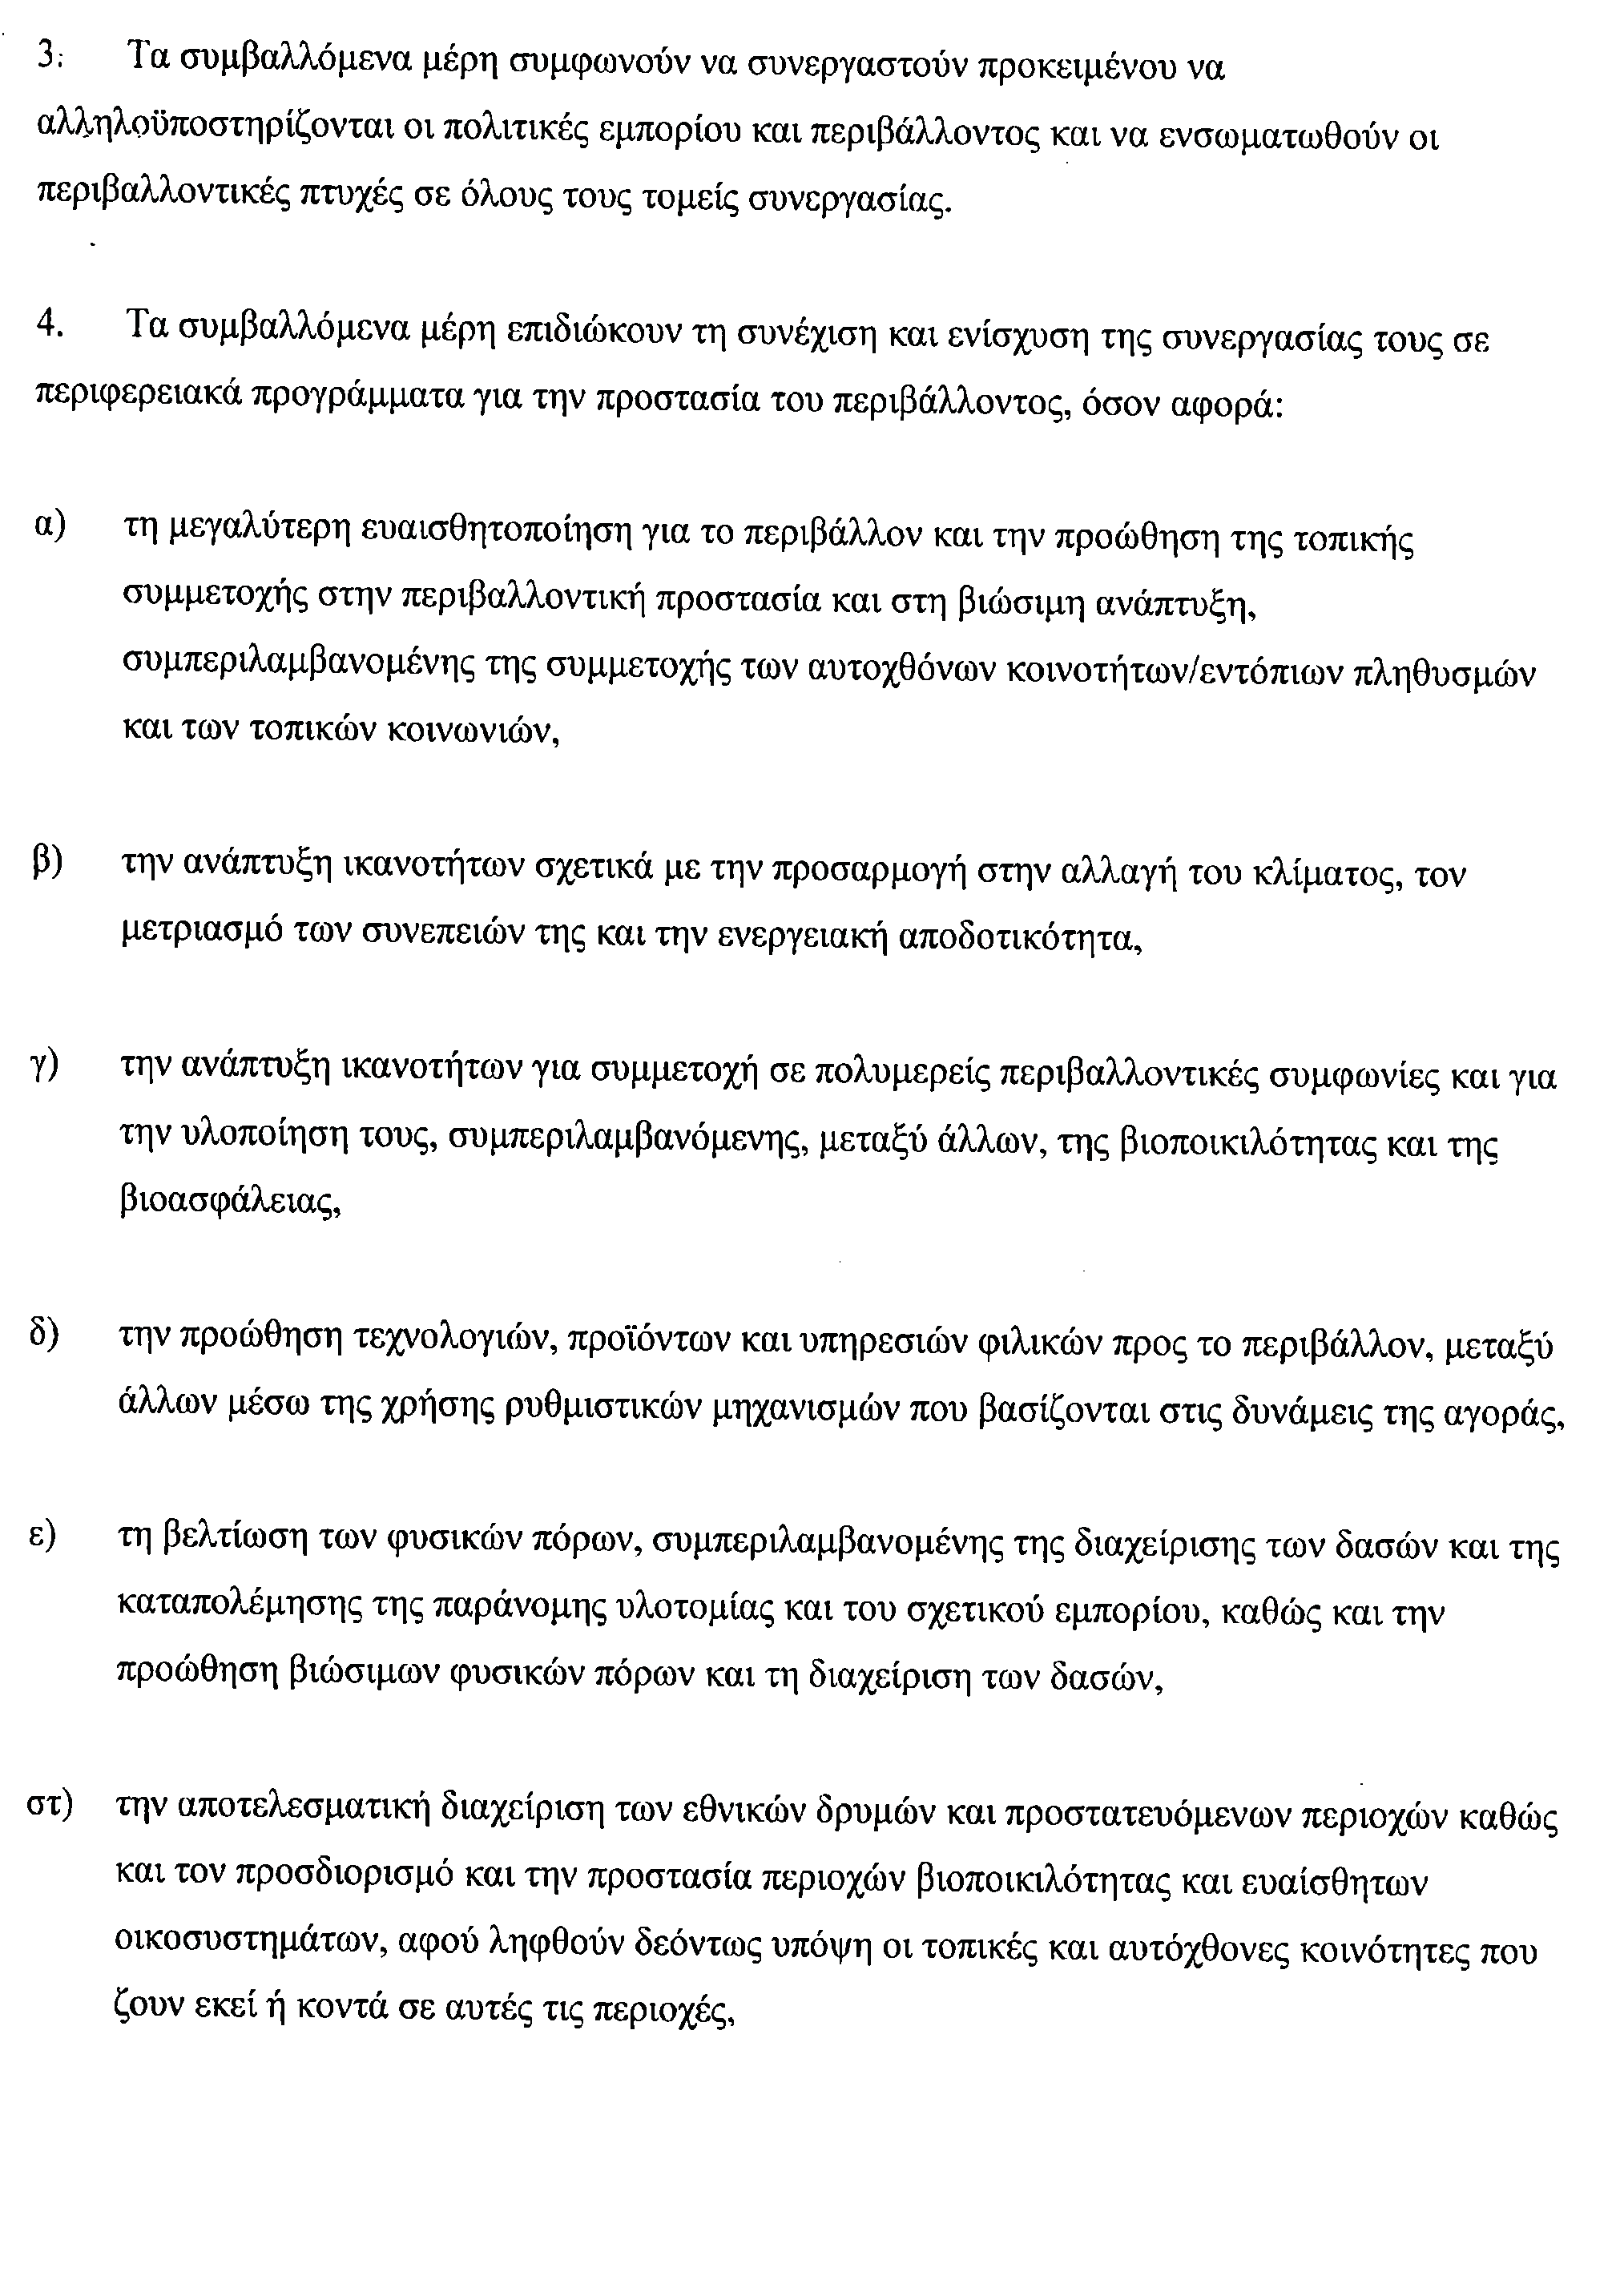 3. Τα συμβαλλόμενα μέρη συμφωνούν να συνεργαστούν προκειμένου να
αλληλοϋποστηρίζονται οι πολιτικές εμπορίου και περιβάλλοντος και να ενσωματωθούν οι
περιβαλλοντικές πτυχές σε όλους τους τομείς συνεργασίας.
4. Τα συμβαλλόμενα μέρη επιδιώκουν τη συνέχιση και ενίσχυση της συνεργασίας τους σε
περιφερειακά προγράμματα για την προστασία του περιβάλλοντος, όσον αφορά:
α) τη μεγαλύτερη ευαισθητοποίηση για το περιβάλλον και την προώθηση της τοπικής
συμμετοχής στην περιβαλλοντική προστασία και στη βιώσιμη ανάπτυξη,
συμπεριλαμβανομένης της συμμετοχής των αυτοχθόνων κοινοτήτων/εντόπιων πληθυσμών
και των τοπικών κοινωνιών,
β) την ανάπτυξη ικανοτήτων σχετικά με την προσαρμογή στην αλλαγή του κλίματος, τον
μετριασμό των συνεπειών της και την ενεργειακή αποδοτικότητα,
γ) την ανάπτυξη ικανοτήτων για συμμετοχή σε πολυμερείς περιβαλλοντικές συμφωνίες και για
την υλοποίηση τους, συμπεριλαμβανόμενης, μεταξύ άλλων, της βιοποικιλότητας και της
βιοασφάλειας,
δ) την προώθηση τεχνολογιών, προϊόντων και υπηρεσιών φιλικών προς το περιβάλλον, μεταξύ
άλλων μέσω της χρήσης ρυθμιστικών μηχανισμών που βασίζονται στις δυνάμεις της αγοράς,
ε) τη βελτίωση των φυσικών πόρων, συμπεριλαμβανομένης της διαχείρισης των δασών και της
καταπολέμησης της παράνομης υλοτομίας και του σχετικού εμπορίου, καθώς και την
προώθηση βιώσιμων φυσικών πόρων και τη διαχείριση των δασών,
στ) την αποτελεσματική διαχείριση των εθνικών δρυμών και προστατευόμενων περιοχών καθώς
και τον προσδιορισμό και την προστασία περιοχών βιοποικιλότητας και ευαίσθητων
οικοσυστημάτων, αφού ληφθούν δεόντως υπόψη οι τοπικές και αυτόχθονες κοινότητες που
ζουν εκεί ή κοντά σε αυτές τις περιοχές,